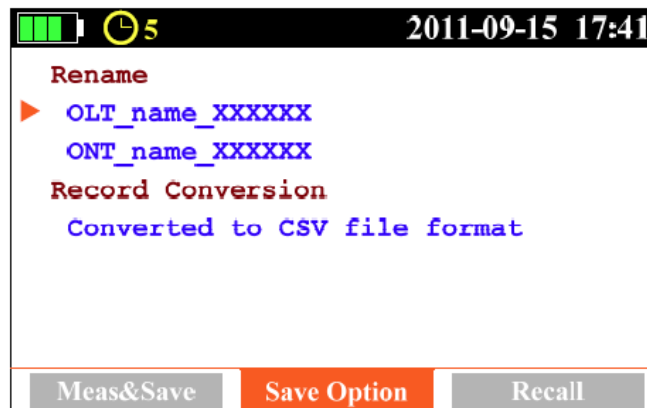 5 2011-09-15 17:41
Rename
OLT_name_XXXXXX
ONT_name_XXXXXX
Record Conversion
Converted to CSV file format
Meas&Save Save Option Recall